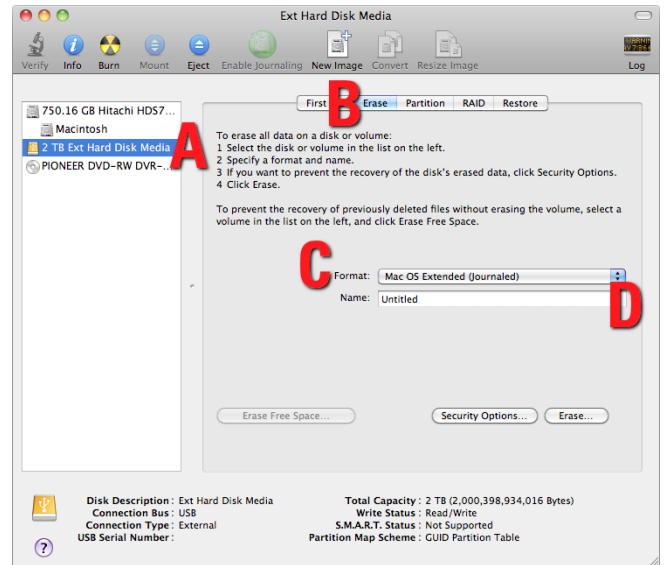 Ext Hard Disk Media
Verify Info Burn Mount Eject Enable Journaling New Image Convert Resize Image Log
First B Erase Partition RAID Restore
750.16 GB Hitachi HDS7...
Macintosh
2 TB Ext Hard Disk Media A
PIONEER DVD-RW DVR-...
To erase all data on a disk or volume:
1 Select the disk or volume in the list on the left.
2 Specify a format and name.
3 If you want to prevent the recovery of the disk's erased data, click Security Options.
4 Click Erase.
To prevent the recovery of previously deleted files without erasing the volume, select a
volume in the list on the left, and click Erase Free Space.
C Format: Mac OS Extended (Journaled)
Name: Untitled D
Erase Free Space... Security Options... Erase...
Disk Description : Ext Hard Disk Media
Connection Bus : USB
Connection Type : External
USB Serial Number :
Total Capacity : 2 TB (2,000,398,934,016 Bytes)
Write Status : Read/Write
S.M.A.R.T. Status : Not Supported
Partition Map Scheme : GUID Partition Table
?